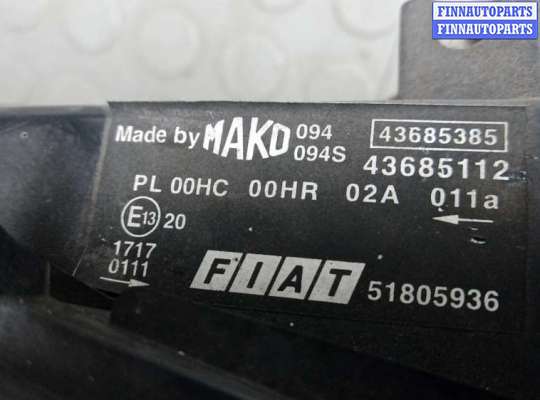 FINNAUTOPARTS
FINNAUTOPARTS
Made by MAKO 094 43685385
094S 43685112
PL 00HC 00HR 02A 011a
E13 20
1717
0111
FIAT 51805936